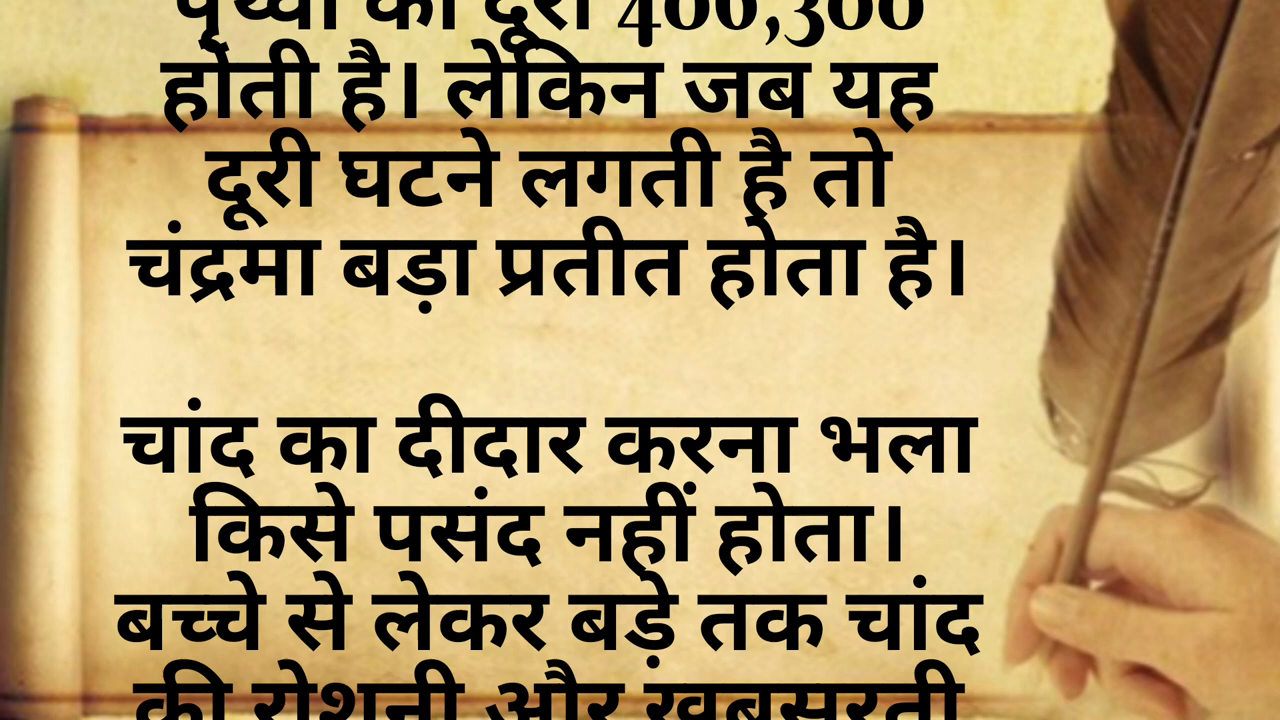 पृथ्वी की दूरी 406,300
होती है। लेकिन जब यह
दूरी घटने लगती है तो
चंद्रमा बड़ा प्रतीत होता है।
चांद का दीदार करना भला
किसे पसंद नहीं होता।
बच्चे से लेकर बड़े तक चांद
की रोशनी और खूबसूरती